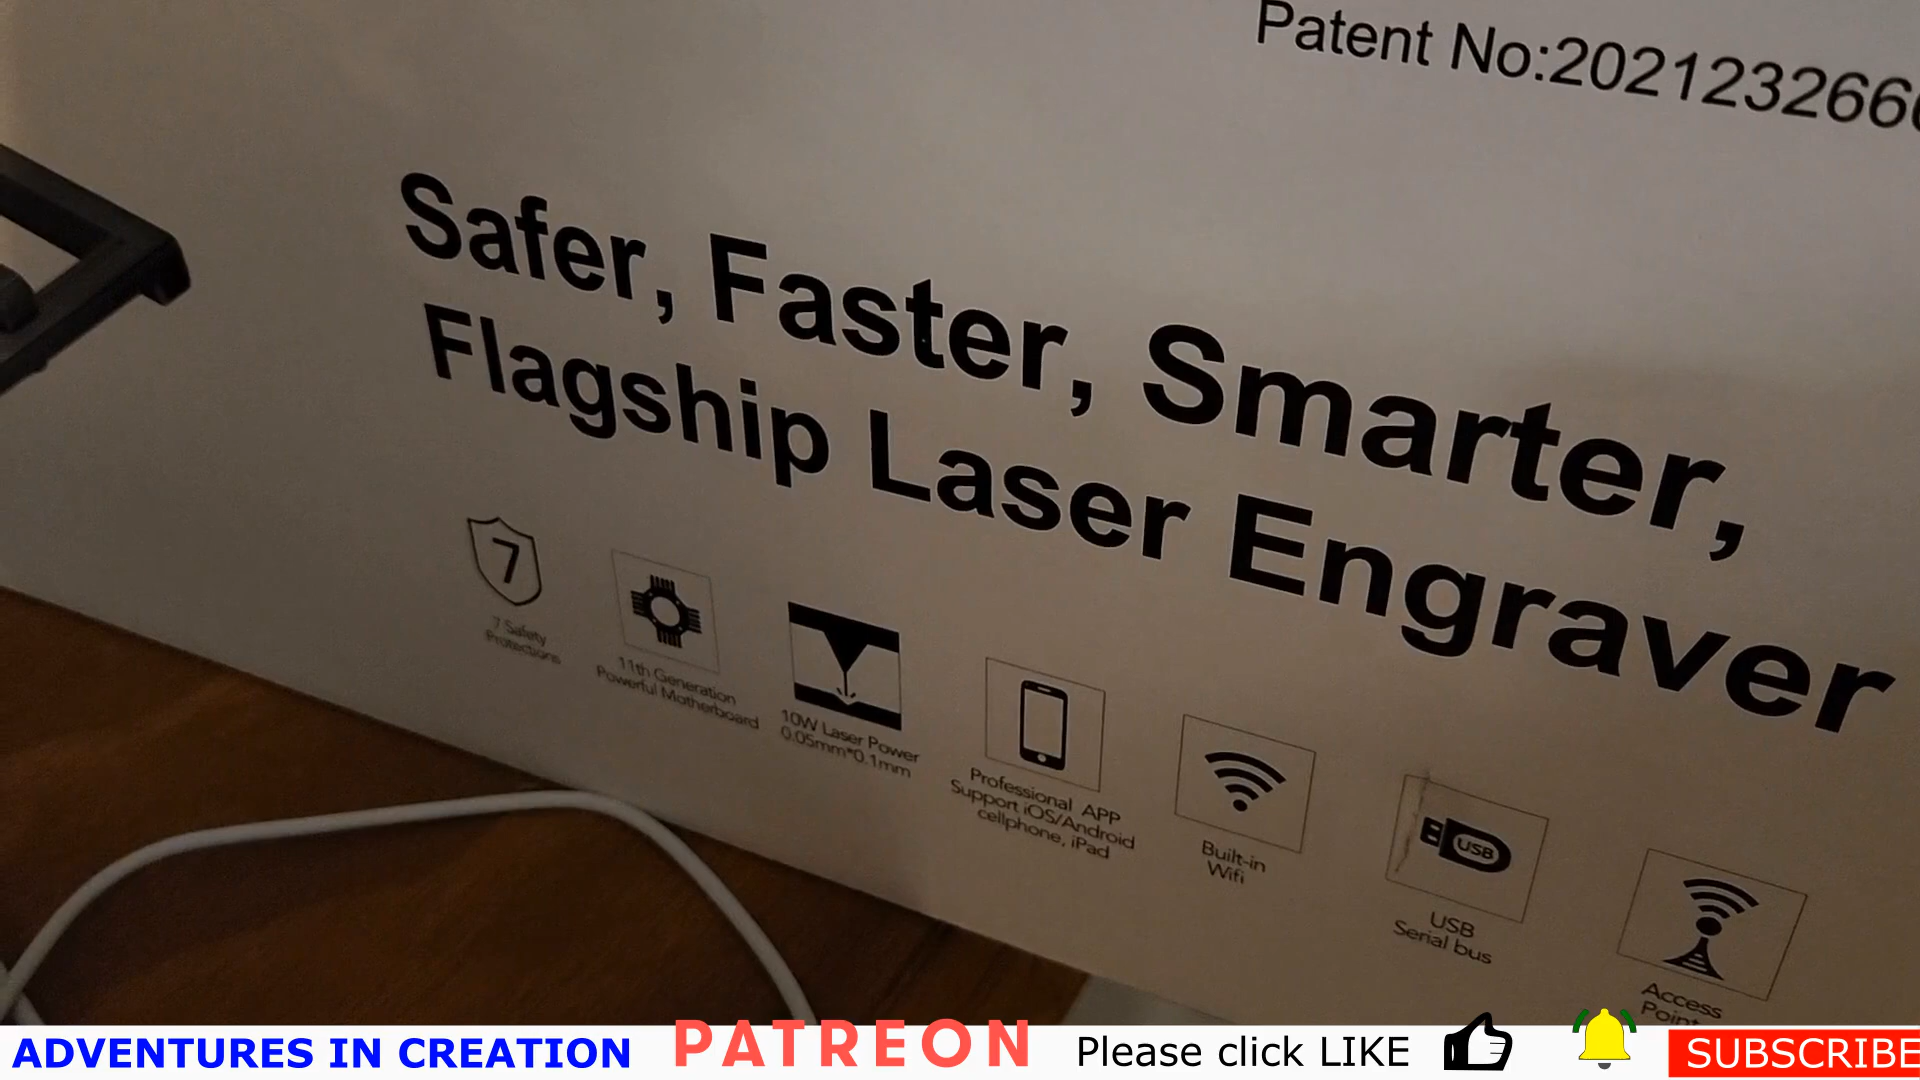 Patent No:202123266
Safer, Faster, Smarter,
Flagship Laser Engraver
7
7 Safety
Protections
11th Generation
Powerful Motherboard
10W Laser Power
0.05mm*0.1mm
Professional APP
Support iOS/Android
cellphone, iPad
Built-in
Wifi
USB
USB
Serial bus
Access
Point
ADVENTURES IN CREATION
PATREON
Please click LIKE
SUBSCRIBE